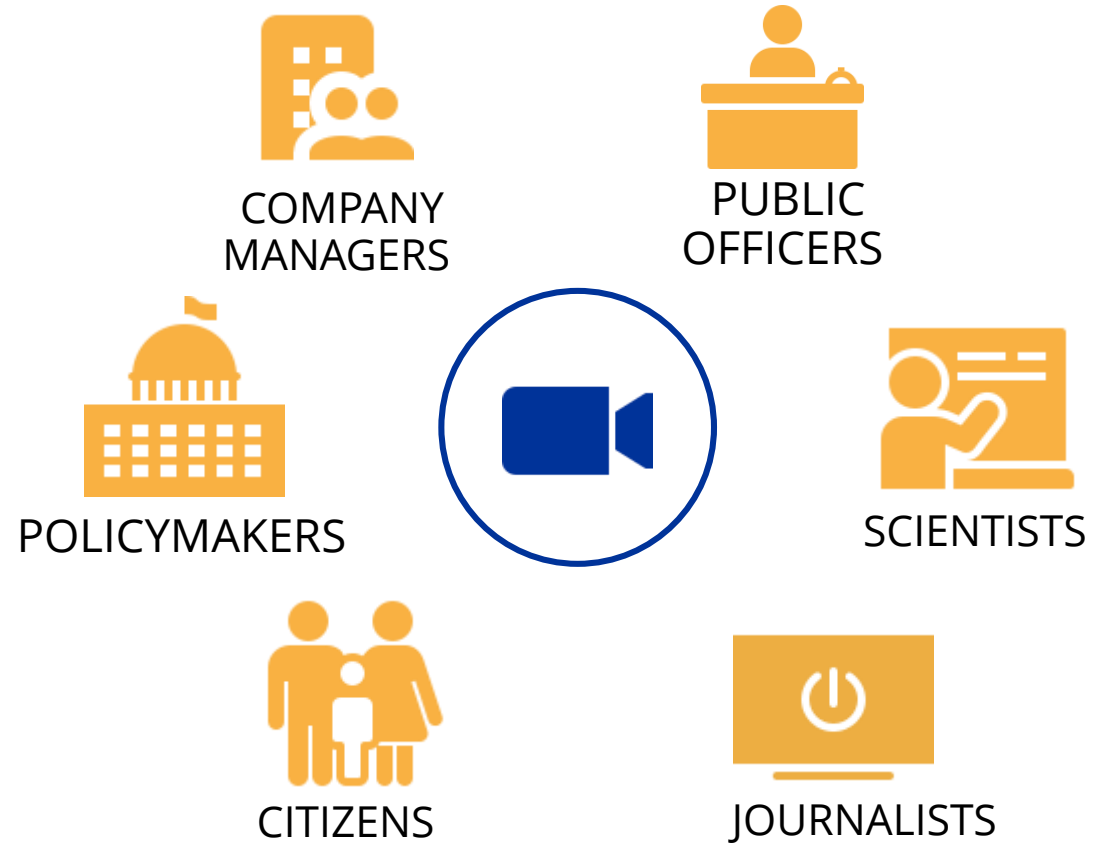 COMPANY
MANAGERS
PUBLIC
OFFICERS
POLICYMAKERS
SCIENTISTS
CITIZENS
JOURNALISTS